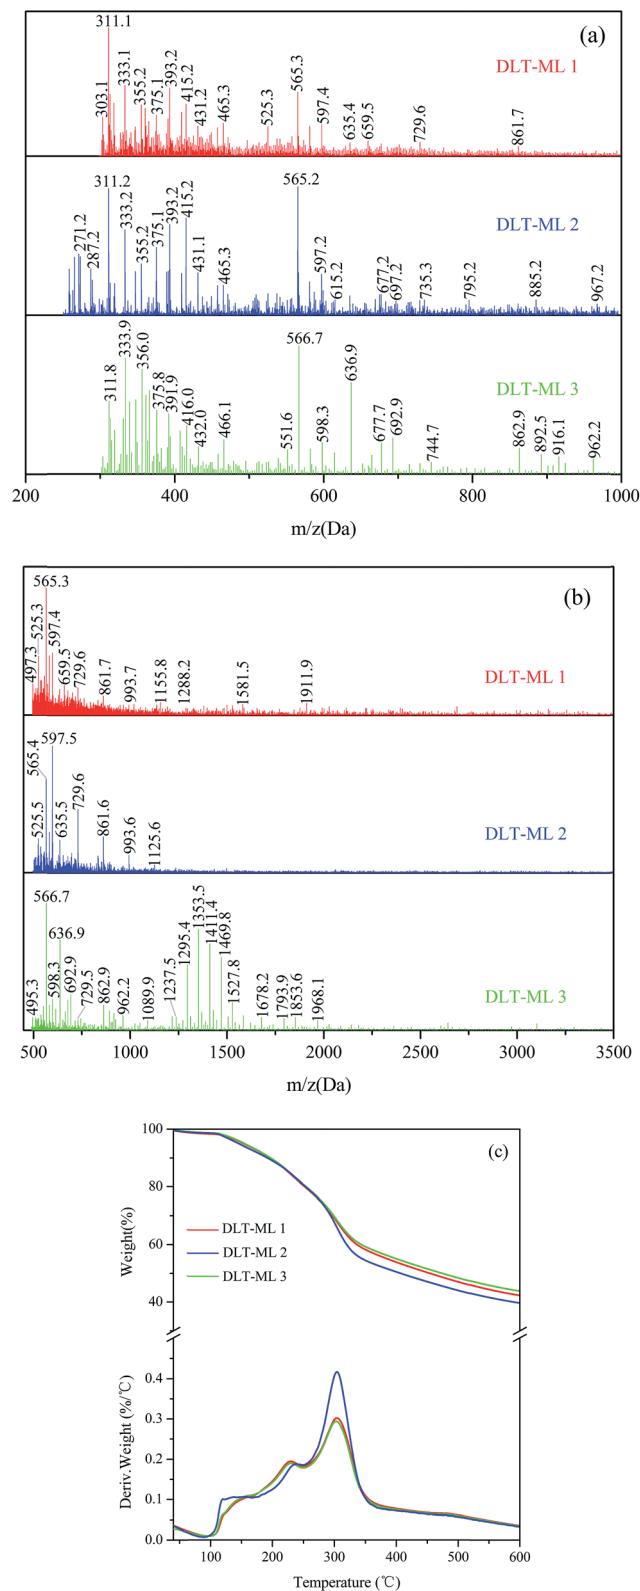 (a)
DLT-ML 1
303.1 311.1 333.1 355.2 375.1 393.2 415.2 431.2 465.3 525.3 565.3 597.4 635.4 659.5 729.6 861.7
DLT-ML 2
271.2 287.2 311.2 333.2 355.2 375.1 393.2 415.2 431.1 465.3 565.2 597.2 615.2 677.2 697.2 735.3 795.2 885.2 967.2
DLT-ML 3
311.8 333.9 356.0 375.8 391.9 416.0 432.0 466.1 551.6 566.7 598.3 636.9 677.7 692.9 744.7 862.9 892.5 916.1 962.2
200 400 600 800 1000
m/z(Da)
(b)
DLT-ML 1
497.3 525.3 565.3 597.4 659.5 729.6 861.7 993.7 1155.8 1288.2 1581.5 1911.9
DLT-ML 2
525.5 565.4 597.5 635.5 729.6 861.6 993.6 1125.6
DLT-ML 3
495.3 566.7 598.3 636.9 692.9 729.5 862.9 962.2 1089.9 1237.5 1295.4 1353.5 1411.4 1469.8 1527.8 1678.2 1793.9 1853.6 1968.1
500 1000 1500 2000 2500 3000 3500
m/z(Da)
(c)
100
80
60
40
Weight(%)
DLT-ML 1
DLT-ML 2
DLT-ML 3
0.4
0.3
0.2
0.1
0.0
Deriv.Weight (%/℃)
100 200 300 400 500 600
Temperature (℃)